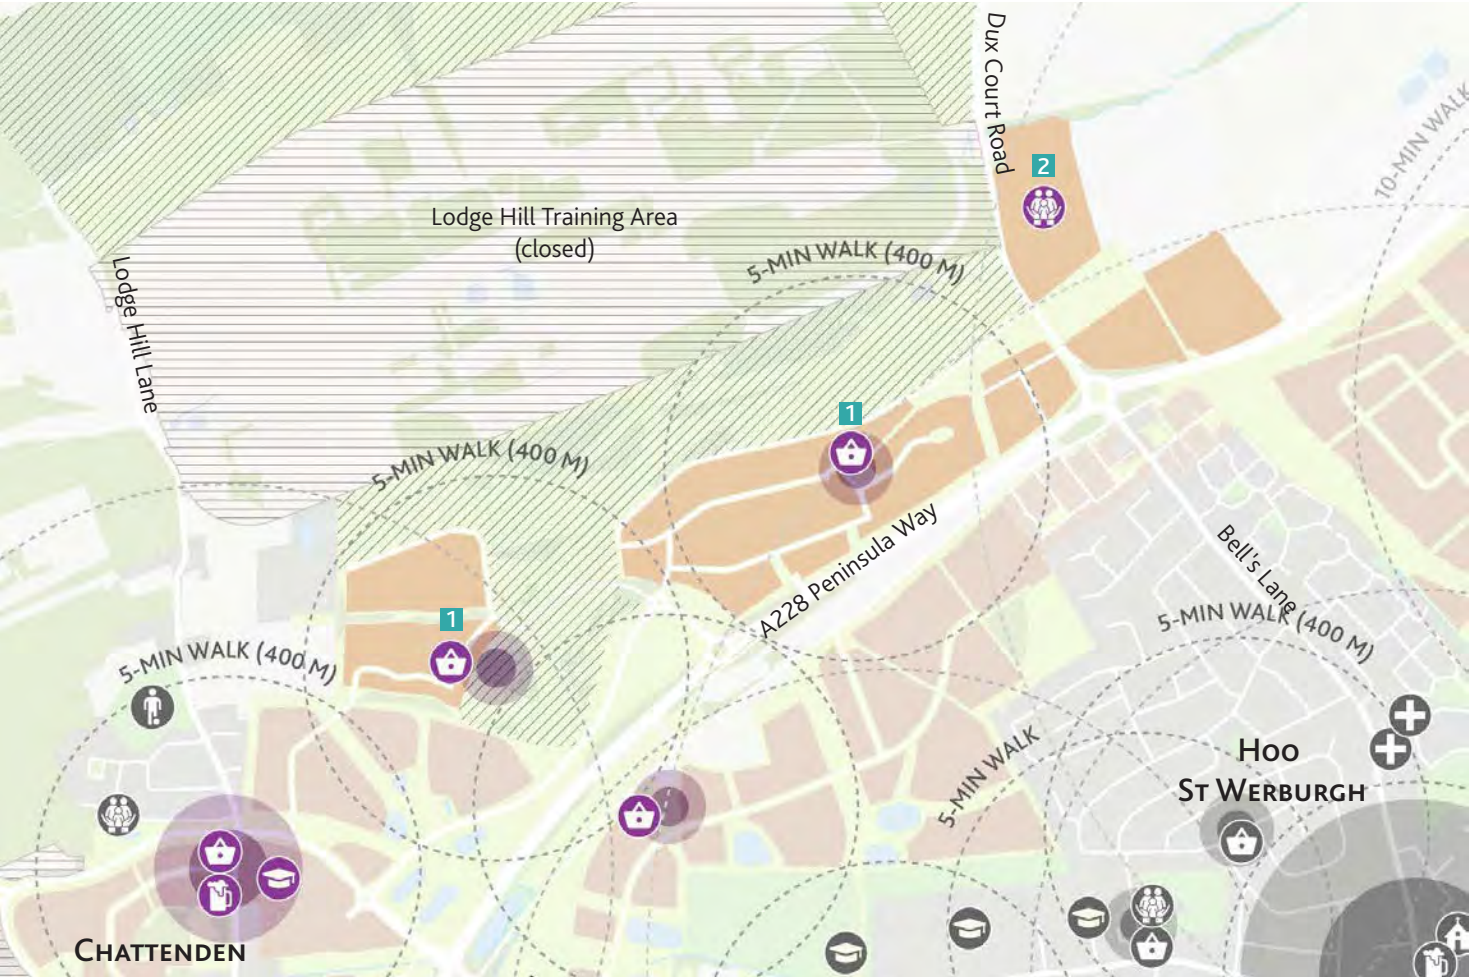 Dux Court Road
2
10-MIN WALK
Lodge Hill Training Area
(closed)
5-MIN WALK (400 M)
Lodge Hill Lane
1
5-MIN WALK (400 M)
A228 Peninsula Way
Bell's Lane
1
5-MIN WALK (400 M)
5-MIN WALK (400 M)
5-MIN WALK
Hoo
St Werburgh
Chattenden